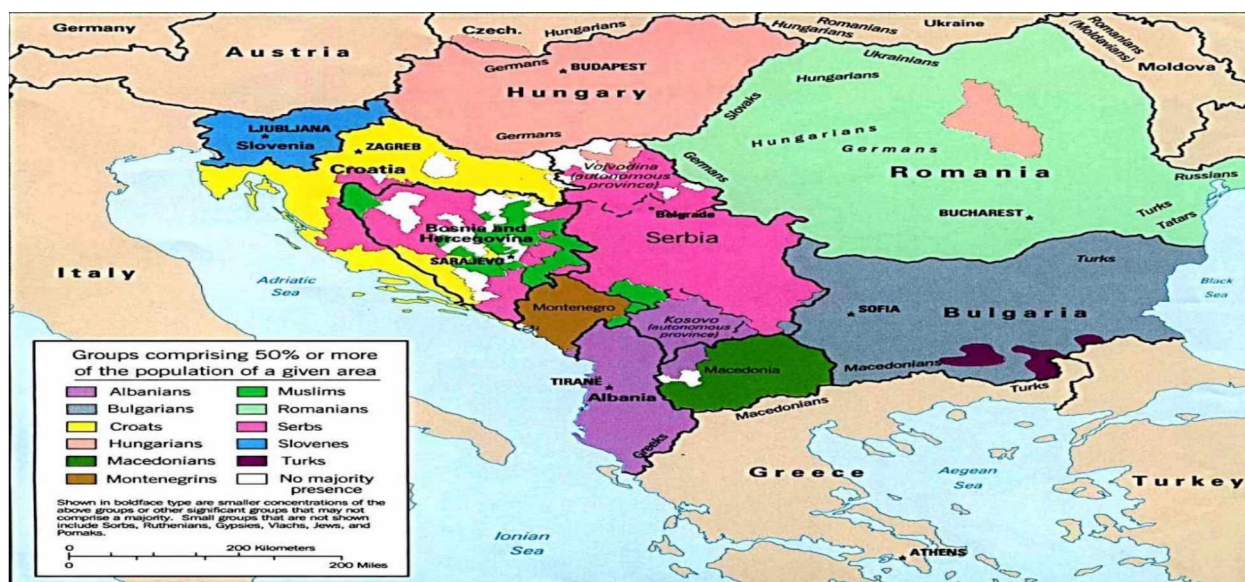 Germany
Austria
Czech.
Hungarians
Romanians
Hungarians
Ukraine
Romanians
(Moldavians)
Moldova
Germans
BUDAPEST
Hungary
Ukrainians
Hungarians
Slovaks
Germans
Hungarians
Germans
Germans
Romania
Russians
LJUBLJANA
Slovenia
ZAGREB
Croatia
Vojvodina
(autonomous
province)
Belgrade
BUCHAREST
Turks
Tatars
Bosnia and
Hercegovina
SARAJEVO
Serbia
Italy
Adriatic
Sea
Montenegro
Kosovo
(autonomous
province)
SOFIA
Bulgaria
Turks
Black
Sea
TIRANË
Albania
Macedonia
Macedonians
Turks
Macedonians
Greeks
Greece
Aegean
Sea
Turkey
Ionian
Sea
ATHENS
Groups comprising 50% or more
of the population of a given area
Albanians
Muslims
Bulgarians
Romanians
Croats
Serbs
Hungarians
Slovenes
Macedonians
Turks
Montenegrins
No majority
presence
Shown in boldface type are smaller concentrations of the
above groups or other significant groups that may not
comprise a majority. Small groups that are not shown
include Sorbs, Ruthenians, Gypsies, Vlachs, Jews, and
Pomaks.
0 200 Kilometers
0 200 Miles